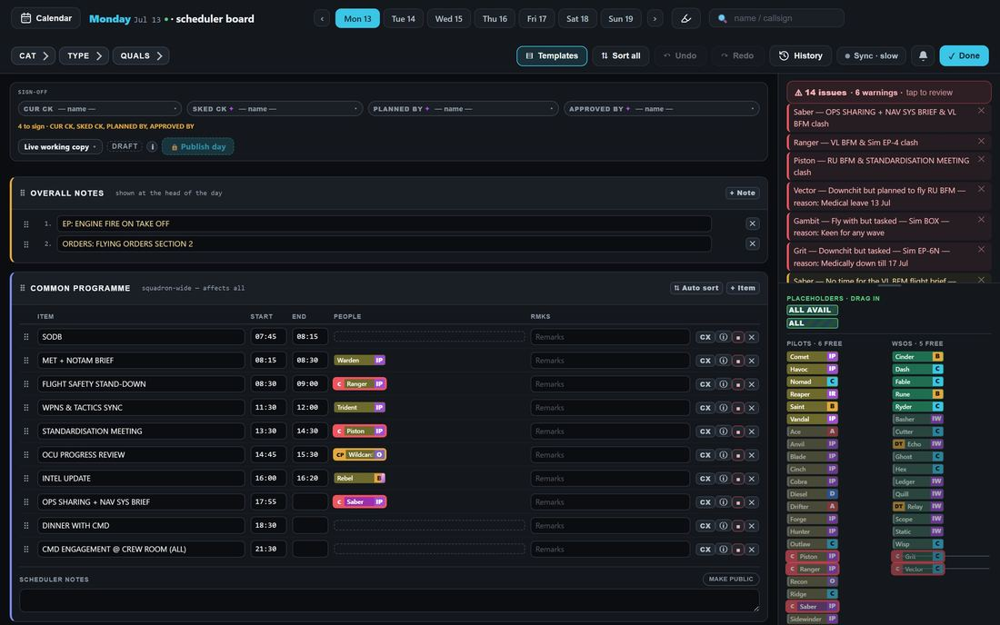 Calendar
Monday Jul 13 · scheduler board
Mon 13
Tue 14
Wed 15
Thu 16
Fri 17
Sat 18
Sun 19
name / callsign
CAT
TYPE
QUALS
Templates
Sort all
Undo
Redo
History
Sync · slow
✓ Done
SIGN-OFF
CUR CK — name —
SKED CK — name —
PLANNED BY — name —
APPROVED BY — name —
4 to sign · CUR CK, SKED CK, PLANNED BY, APPROVED BY
Live working copy
DRAFT
i
Publish day
OVERALL NOTES shown at the head of the day
+ Note
1. EP: ENGINE FIRE ON TAKE OFF
2. ORDERS: FLYING ORDERS SECTION 2
COMMON PROGRAMME squadron-wide — affects all
Auto sort
+ Item
ITEM START END PEOPLE RMKS
SODB 07:45 08:15 Remarks CX
MET + NOTAM BRIEF 08:15 08:30 Warden IP Remarks CX
FLIGHT SAFETY STAND-DOWN 08:30 09:00 C Ranger IP Remarks CX
WPNS & TACTICS SYNC 11:30 12:00 Trident IP Remarks CX
STANDARDISATION MEETING 13:30 14:30 C Piston IP Remarks CX
OCU PROGRESS REVIEW 14:45 15:30 CP Wildcar O Remarks CX
INTEL UPDATE 16:00 16:20 Rebel B Remarks CX
OPS SHARING + NAV SYS BRIEF 17:55 C Saber IP Remarks CX
DINNER WITH CMD 18:30 Remarks CX
CMD ENGAGEMENT @ CREW ROOM (ALL) 21:30 Remarks CX
SCHEDULER NOTES
MAKE PUBLIC
14 issues · 6 warnings · tap to review
Saber — OPS SHARING + NAV SYS BRIEF & VL
BFM clash
Ranger — VL BFM & Sim EP-4 clash
Piston — RU BFM & STANDARDISATION MEETING
clash
Vector — Downchit but planned to fly RU BFM —
reason: Medical leave 13 Jul
Gambit — Fly with but tasked — Sim BOX —
reason: Keen for any wave
Grit — Downchit but tasked — Sim EP-6N —
reason: Medically down till 17 Jul
Saber — No time for the VL BFM flight brief —
PLACEHOLDERS · DRAG IN
ALL AVAIL
ALL
PILOTS · 6 FREE
Comet IP
Havoc IP
Nomad C
Reaper IR
Saint B
Vandal IP
Ace A
Anvil IP
Blade IP
Cinch IP
Cobra IP
Diesel D
Drifter A
Forge IP
Hunter IP
Outlaw C
C Piston IP
C Ranger IP
Recon O
Ridge C
C Saber IP
Sidewinder IP
WSOS · 5 FREE
Cinder B
Dash C
Fable C
Rune B
Ryder C
Basher IW
Cutter C
DT Echo IW
Ghost C
Hex C
Ledger IW
Quill IW
DT Relay IW
Scope IW
Static IW
Wisp C
C Grit C
C Vector C